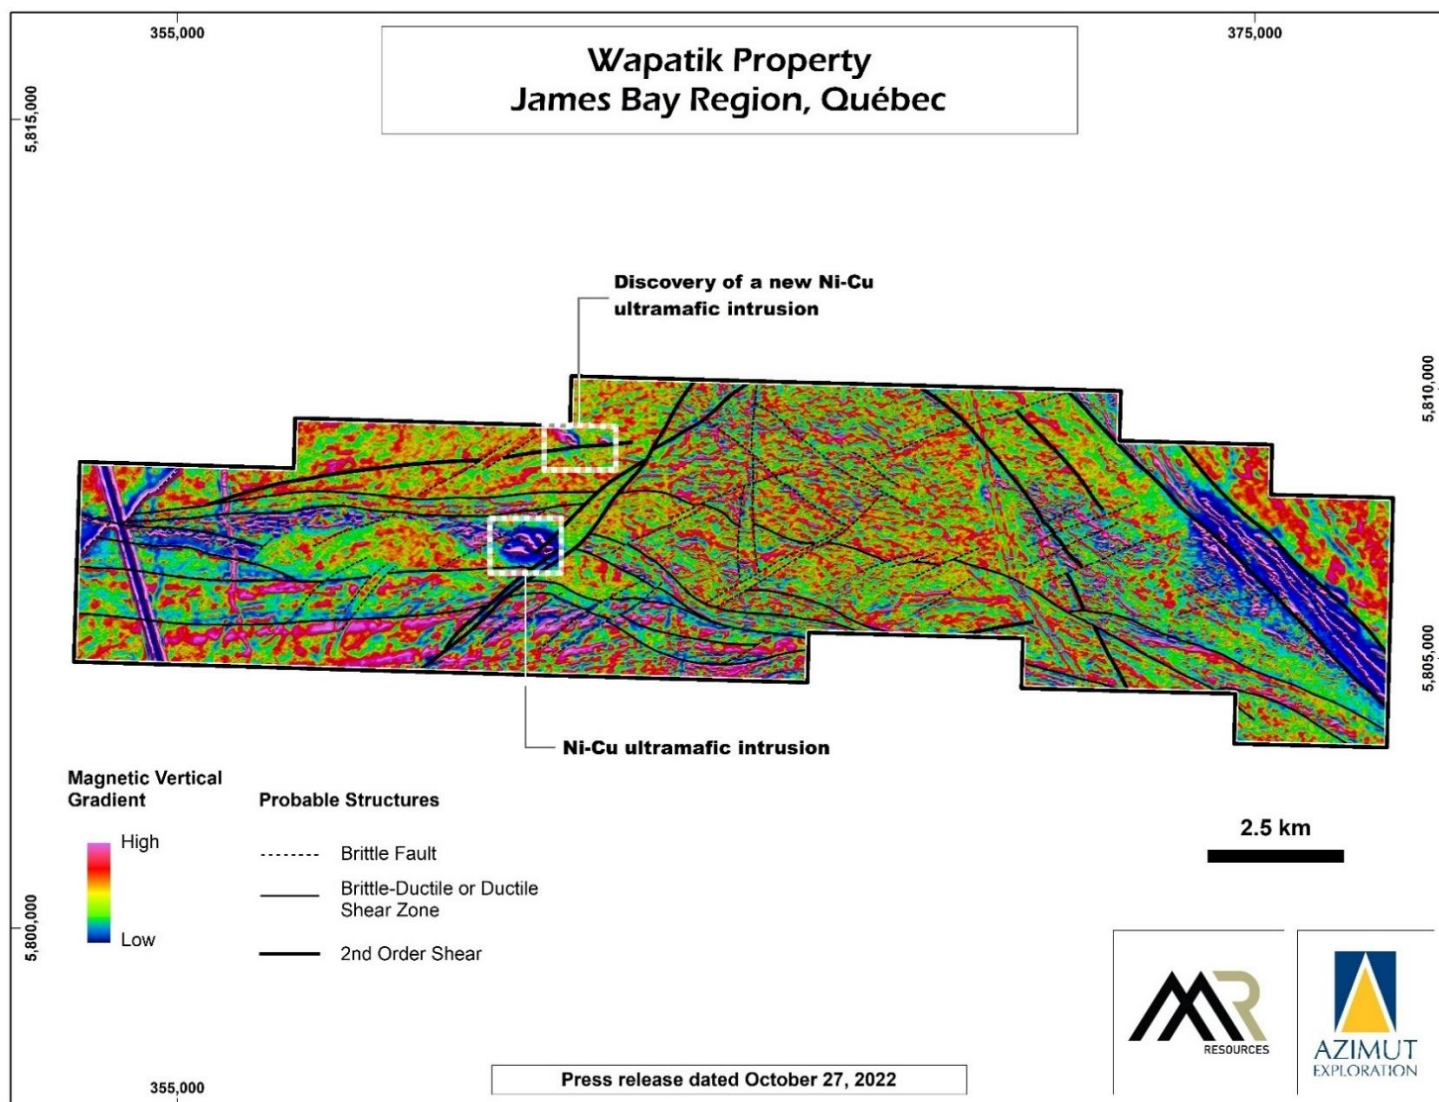 355,000
375,000
Wapatik Property
James Bay Region, Québec
5,815,000
Discovery of a new Ni-Cu
ultramafic intrusion
5,810,000
5,805,000
Ni-Cu ultramafic intrusion
Magnetic Vertical
Gradient
High
Low
Probable Structures
Brittle Fault
Brittle-Ductile or Ductile
Shear Zone
2nd Order Shear
2.5 km
5,800,000
MR
RESOURCES
AZIMUT
EXPLORATION
Press release dated October 27, 2022
355,000